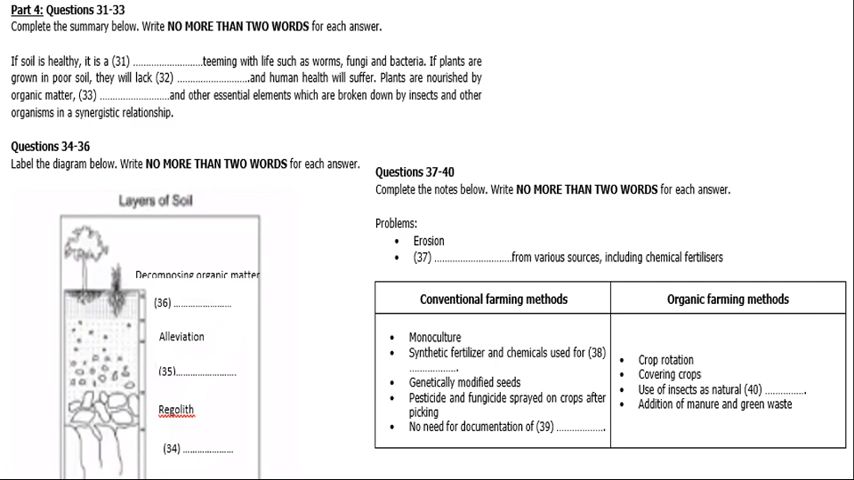 Part 4: Questions 31-33
Complete the summary below. Write NO MORE THAN TWO WORDS for each answer.
If soil is healthy, it is a (31) ........................teeming with life such as worms, fungi and bacteria. If plants are
grown in poor soil, they will lack (32) .........................and human health will suffer. Plants are nourished by
organic matter, (33) ........................and other essential elements which are broken down by insects and other
organisms in a synergistic relationship.
Questions 34-36
Label the diagram below. Write NO MORE THAN TWO WORDS for each answer.
Layers of Soil
Decomposing organic matter
(36) ....................
Alleviation
(35).....................
Regolith
(34) .................
Questions 37-40
Complete the notes below. Write NO MORE THAN TWO WORDS for each answer.
Problems:
• Erosion
• (37) ...........................from various sources, including chemical fertilisers
Conventional farming methods
• Monoculture
• Synthetic fertilizer and chemicals used for (38)
.................
• Genetically modified seeds
• Pesticide and fungicide sprayed on crops after
picking
• No need for documentation of (39) .................
Organic farming methods
• Crop rotation
• Covering crops
• Use of insects as natural (40) ..............
• Addition of manure and green waste